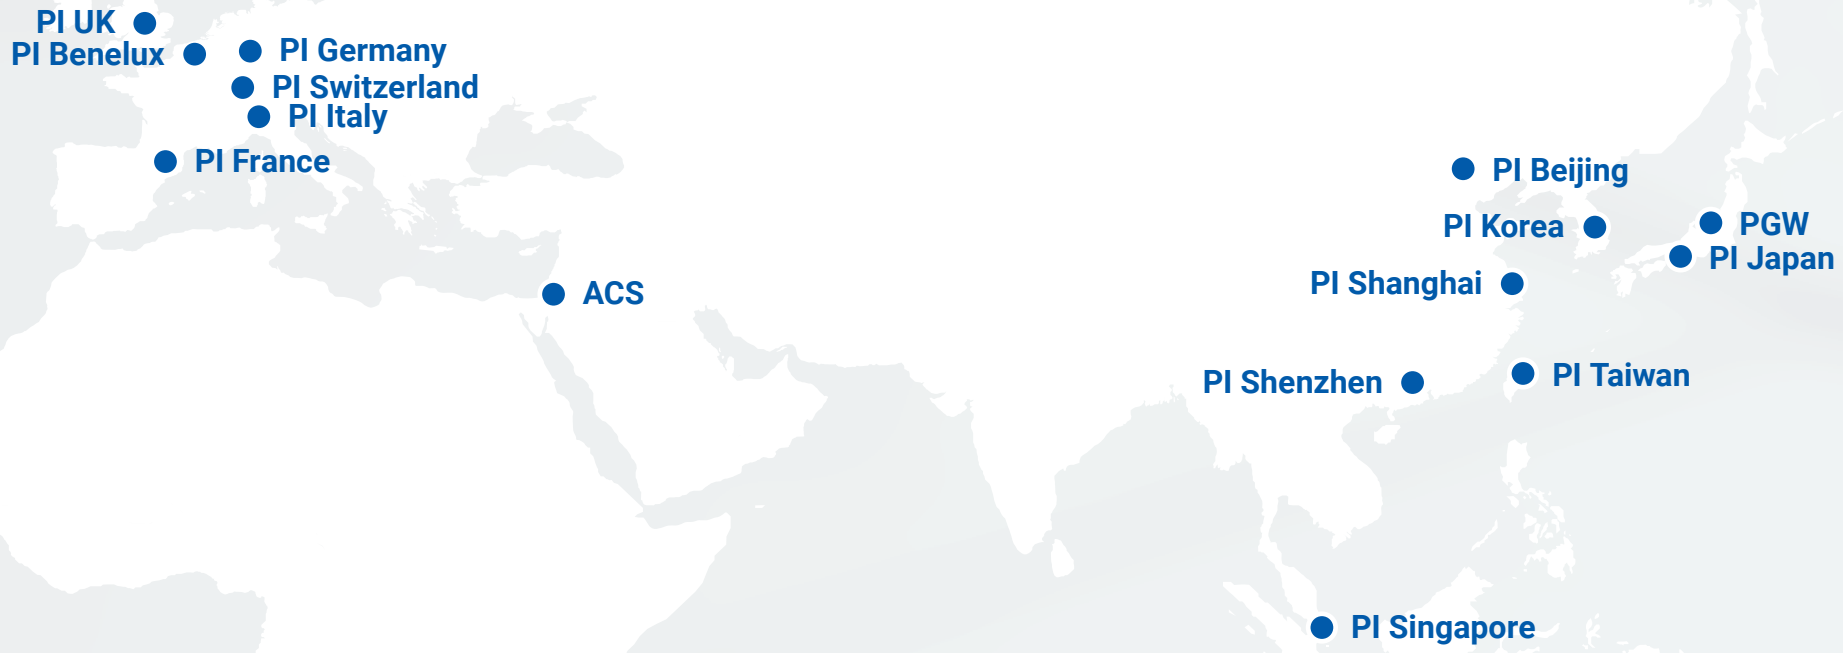 PI UK
PI Benelux
PI Germany
PI Switzerland
PI Italy
PI France
PI Beijing
PI Korea
PGW
PI Japan
ACS
PI Shanghai
PI Shenzhen
PI Taiwan
PI Singapore